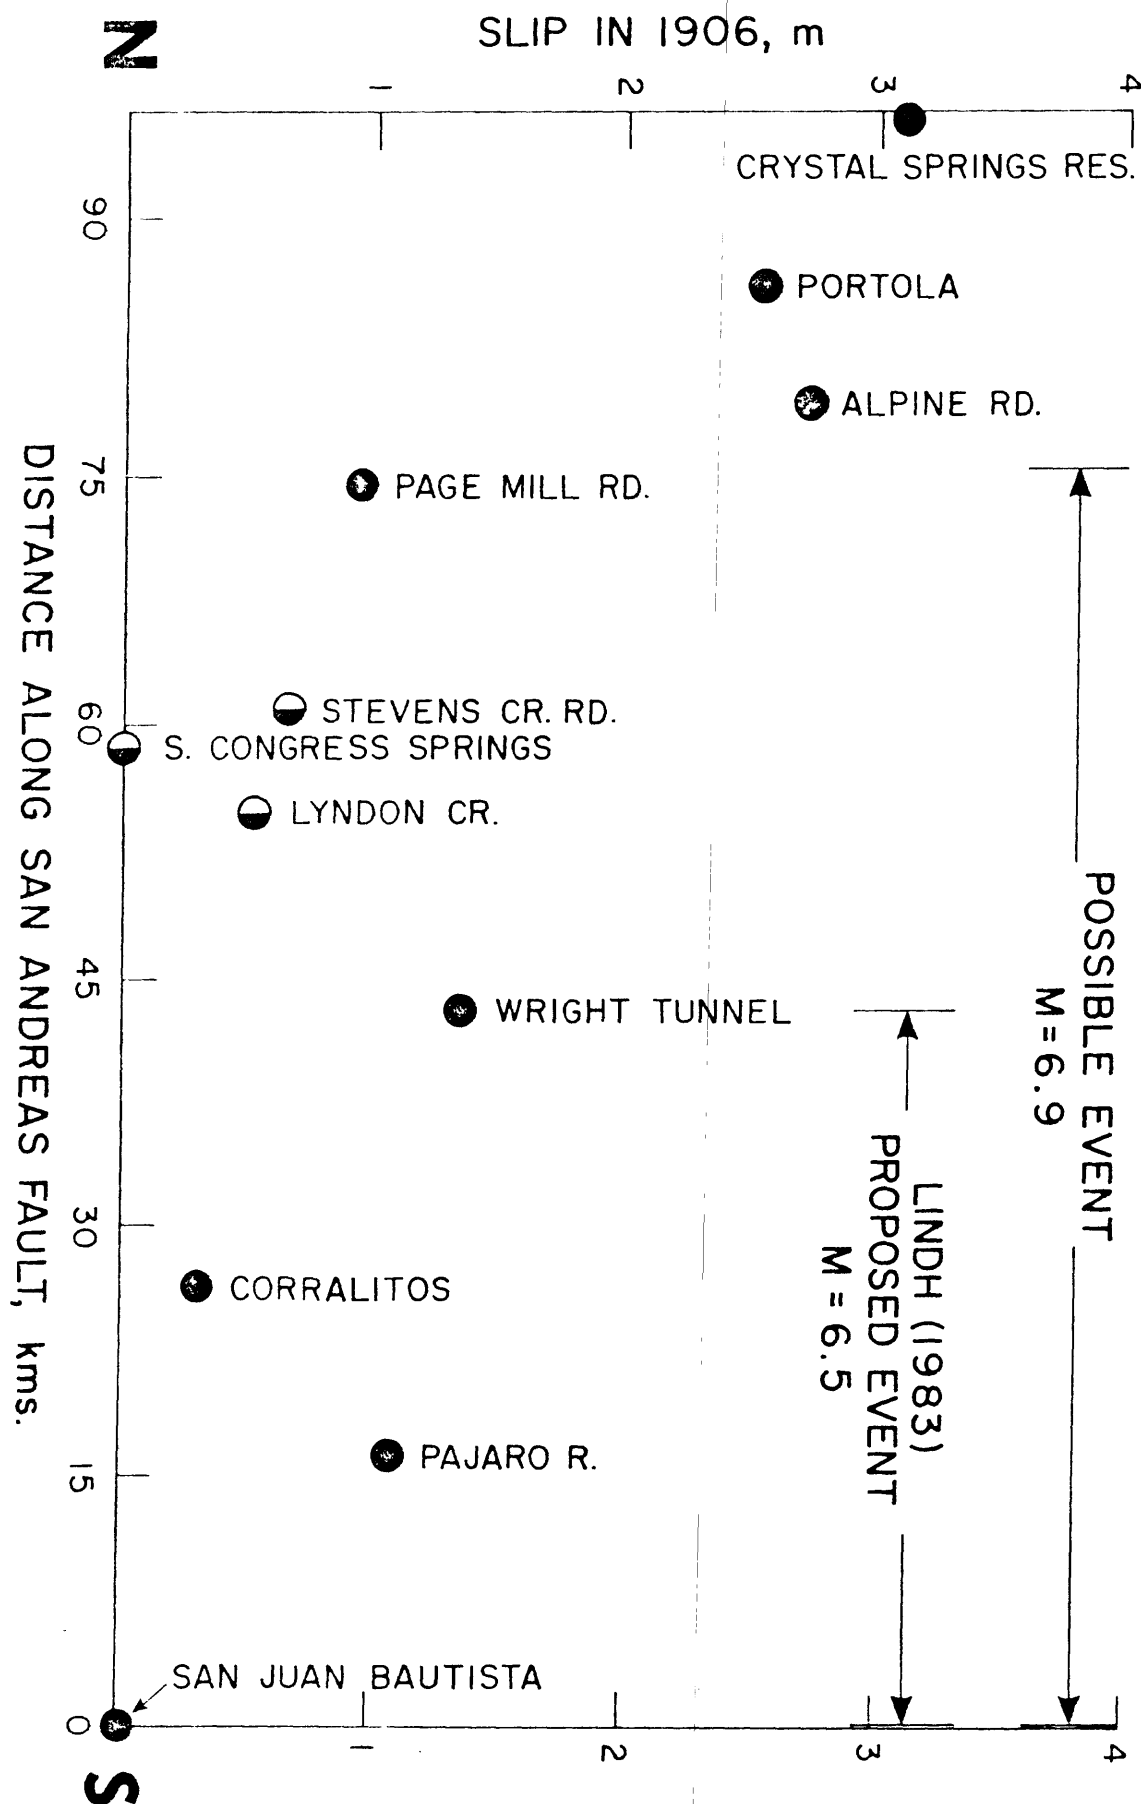 SLIP IN 1906, m
N
1
2
3
4
CRYSTAL SPRINGS RES.
PORTOLA
ALPINE RD.
PAGE MILL RD.
STEVENS CR. RD.
S. CONGRESS SPRINGS
LYNDON CR.
WRIGHT TUNNEL
CORRALITOS
PAJARO R.
SAN JUAN BAUTISTA
POSSIBLE EVENT
M = 6.9
LINDH (1983)
PROPOSED EVENT
M = 6.5
90
75
60
45
30
15
0
DISTANCE ALONG SAN ANDREAS FAULT, kms.
1
2
3
4
S